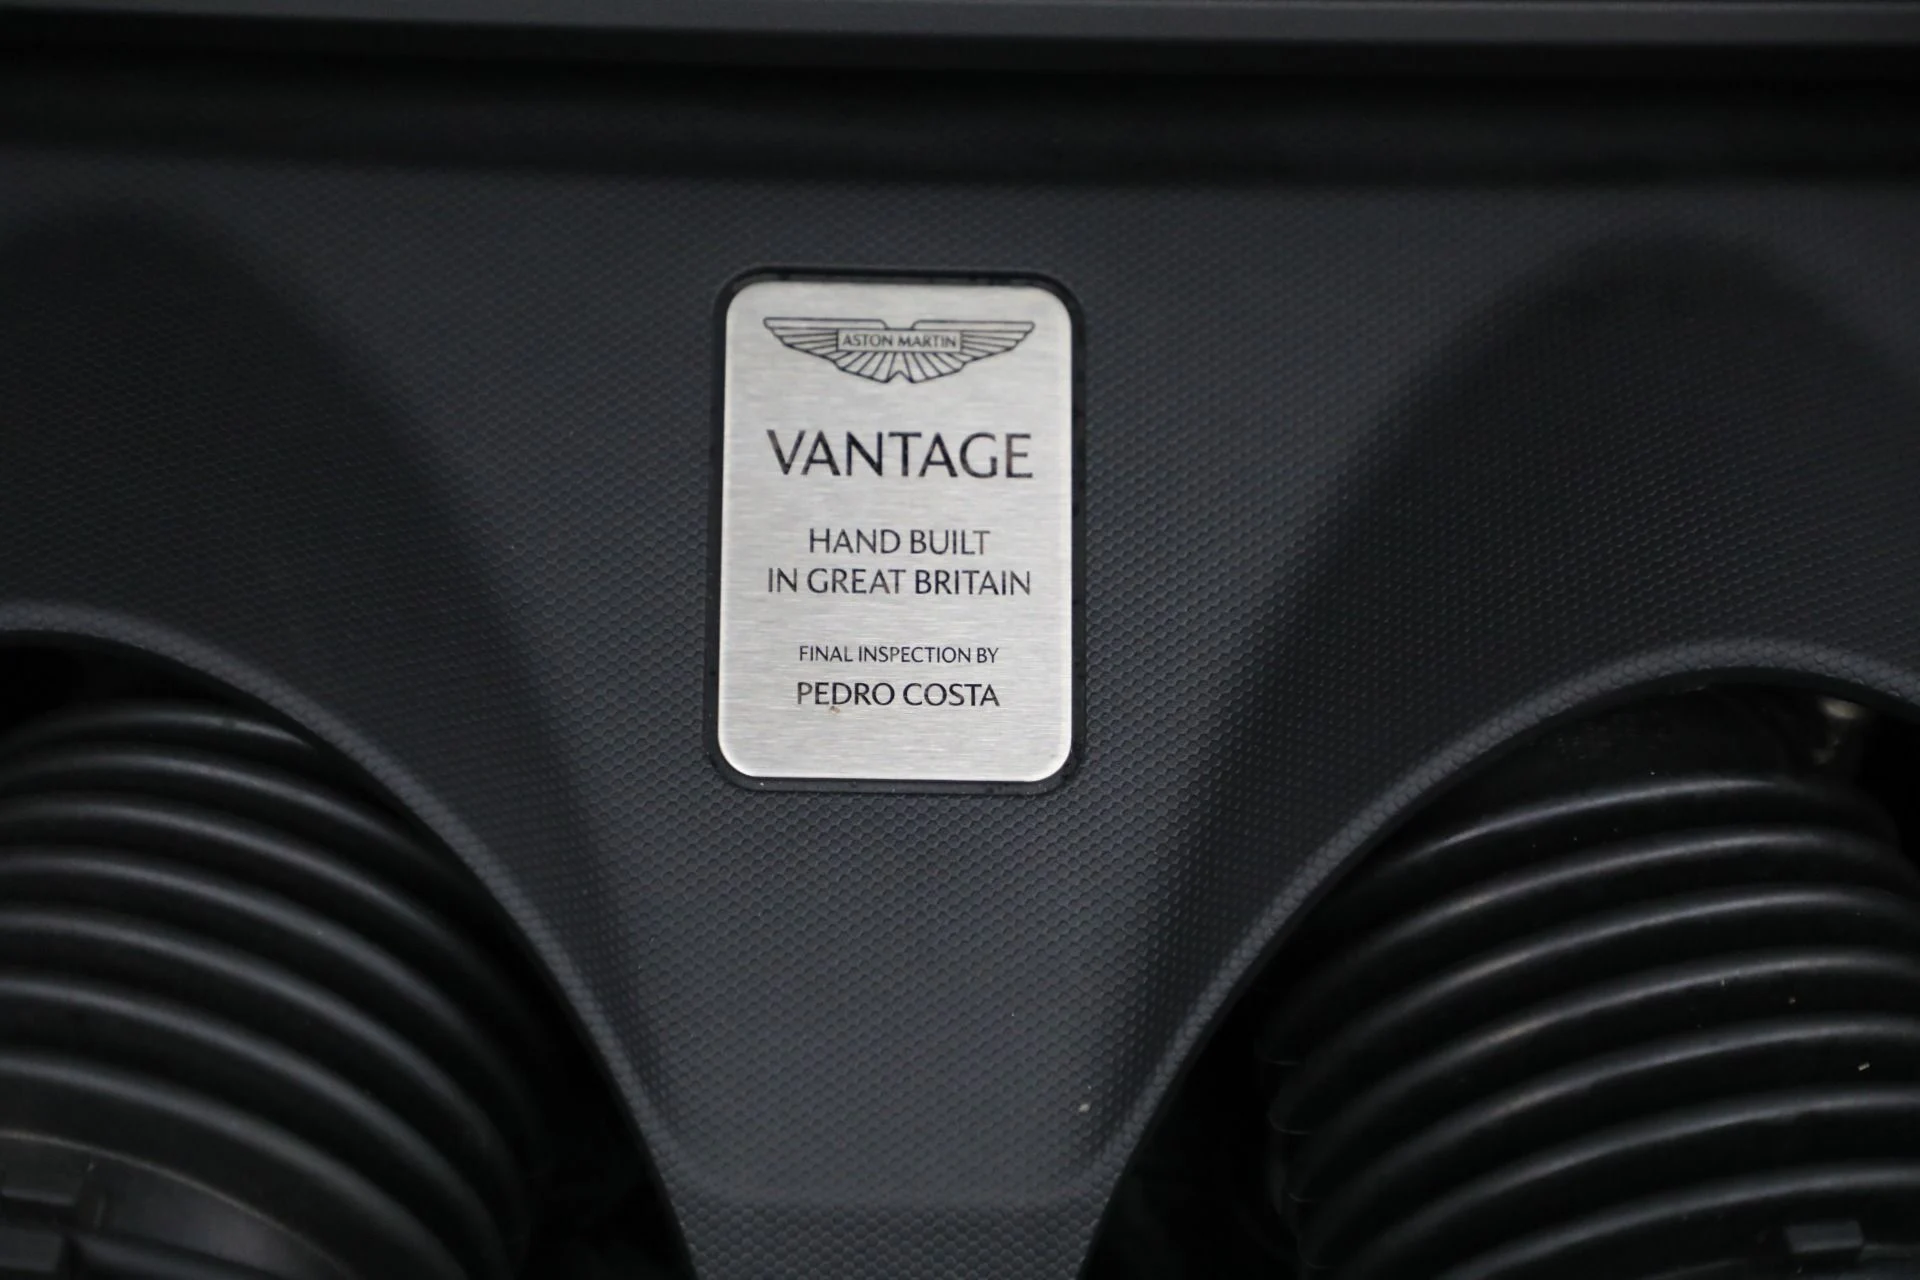 ASTON MARTIN
VANTAGE
HAND BUILT
IN GREAT BRITAIN
FINAL INSPECTION BY
PEDRO COSTA